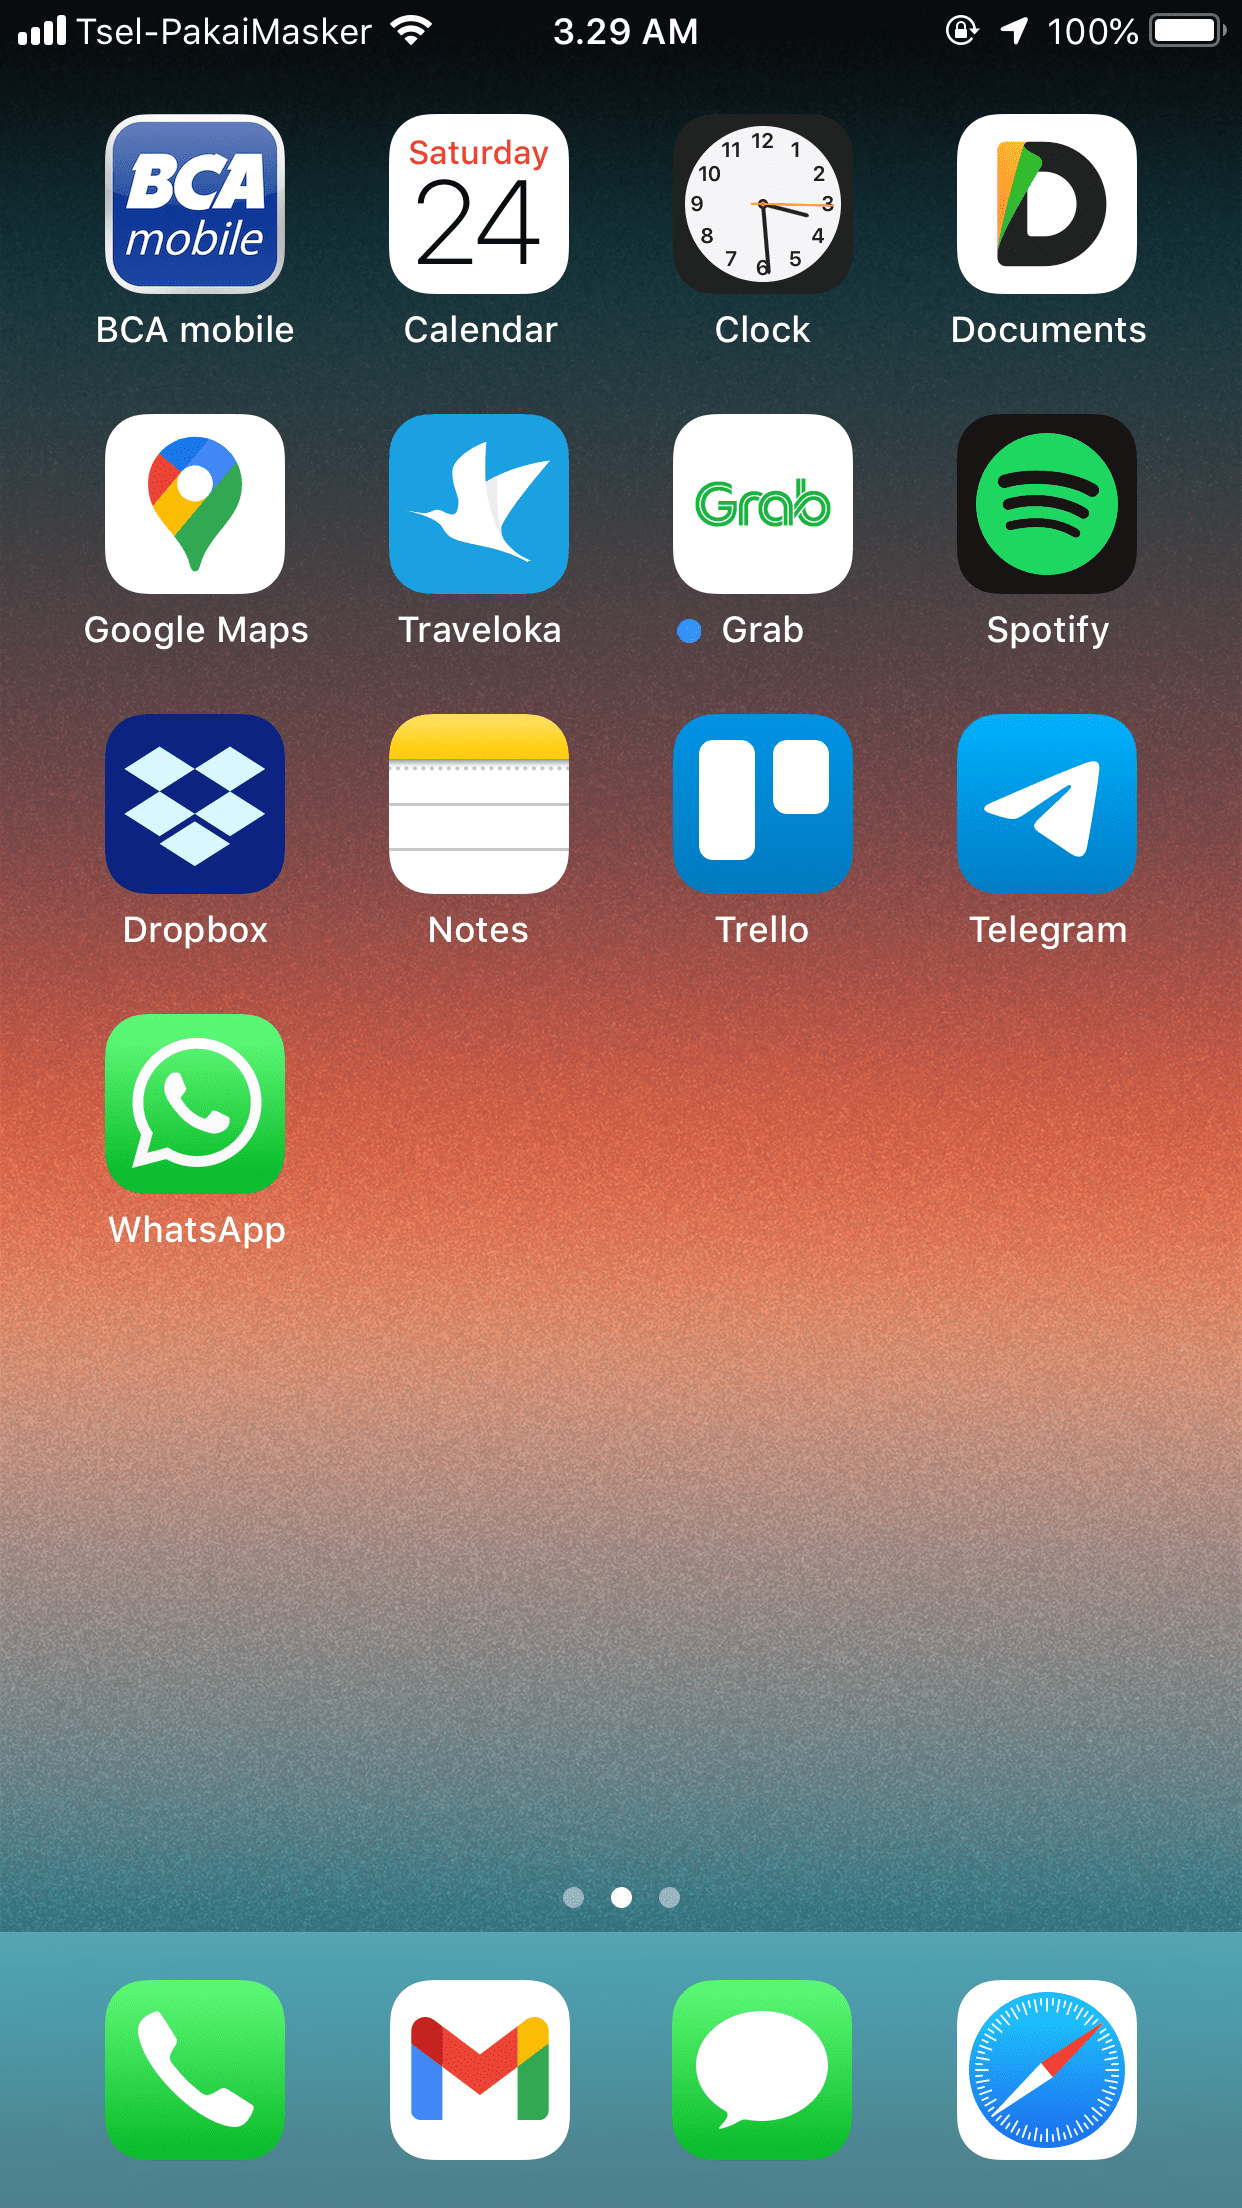 Tsel-PakaiMasker 3.29 AM 100%
BCA mobile
Saturday
24
12
11 1
10 2
9 3
8 4
7 5
6
BCA mobile Calendar Clock Documents
Grab
Google Maps Traveloka Grab Spotify
Dropbox Notes Trello Telegram
WhatsApp